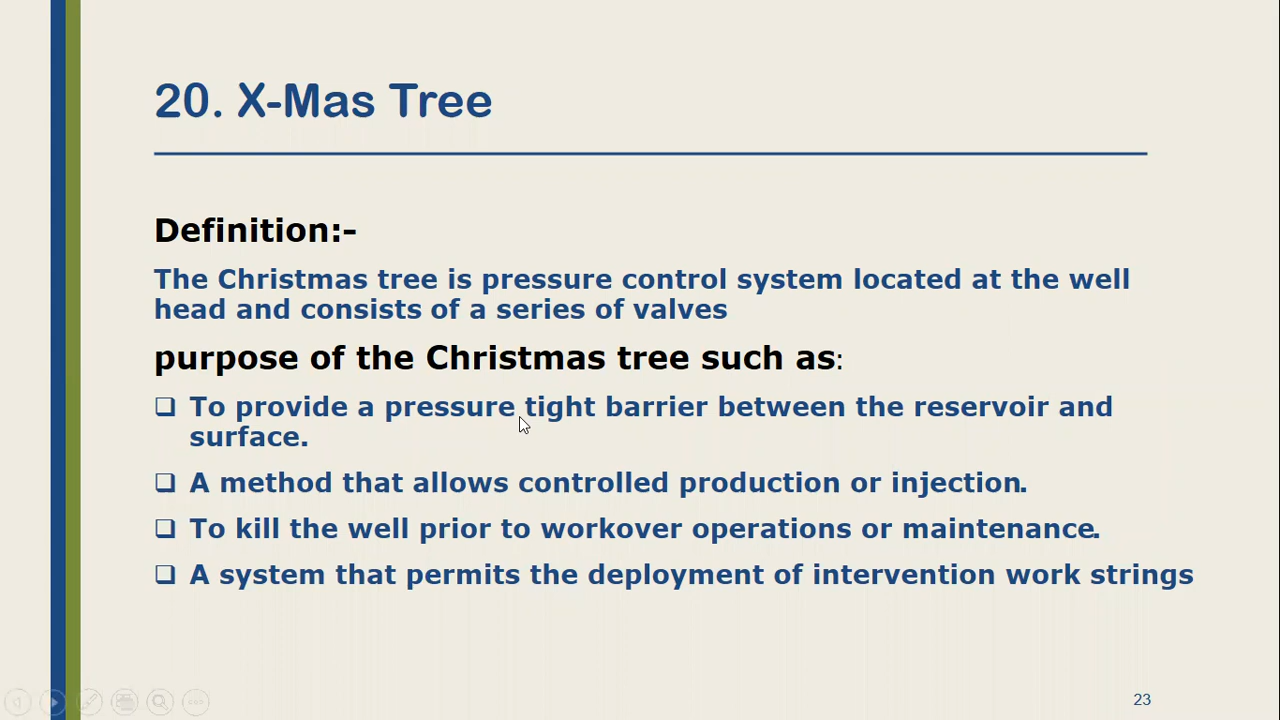 20. X-Mas Tree
Definition:-
The Christmas tree is pressure control system located at the well
head and consists of a series of valves
purpose of the Christmas tree such as:
❑ To provide a pressure tight barrier between the reservoir and
surface.
❑ A method that allows controlled production or injection.
❑ To kill the well prior to workover operations or maintenance.
❑ A system that permits the deployment of intervention work strings
23